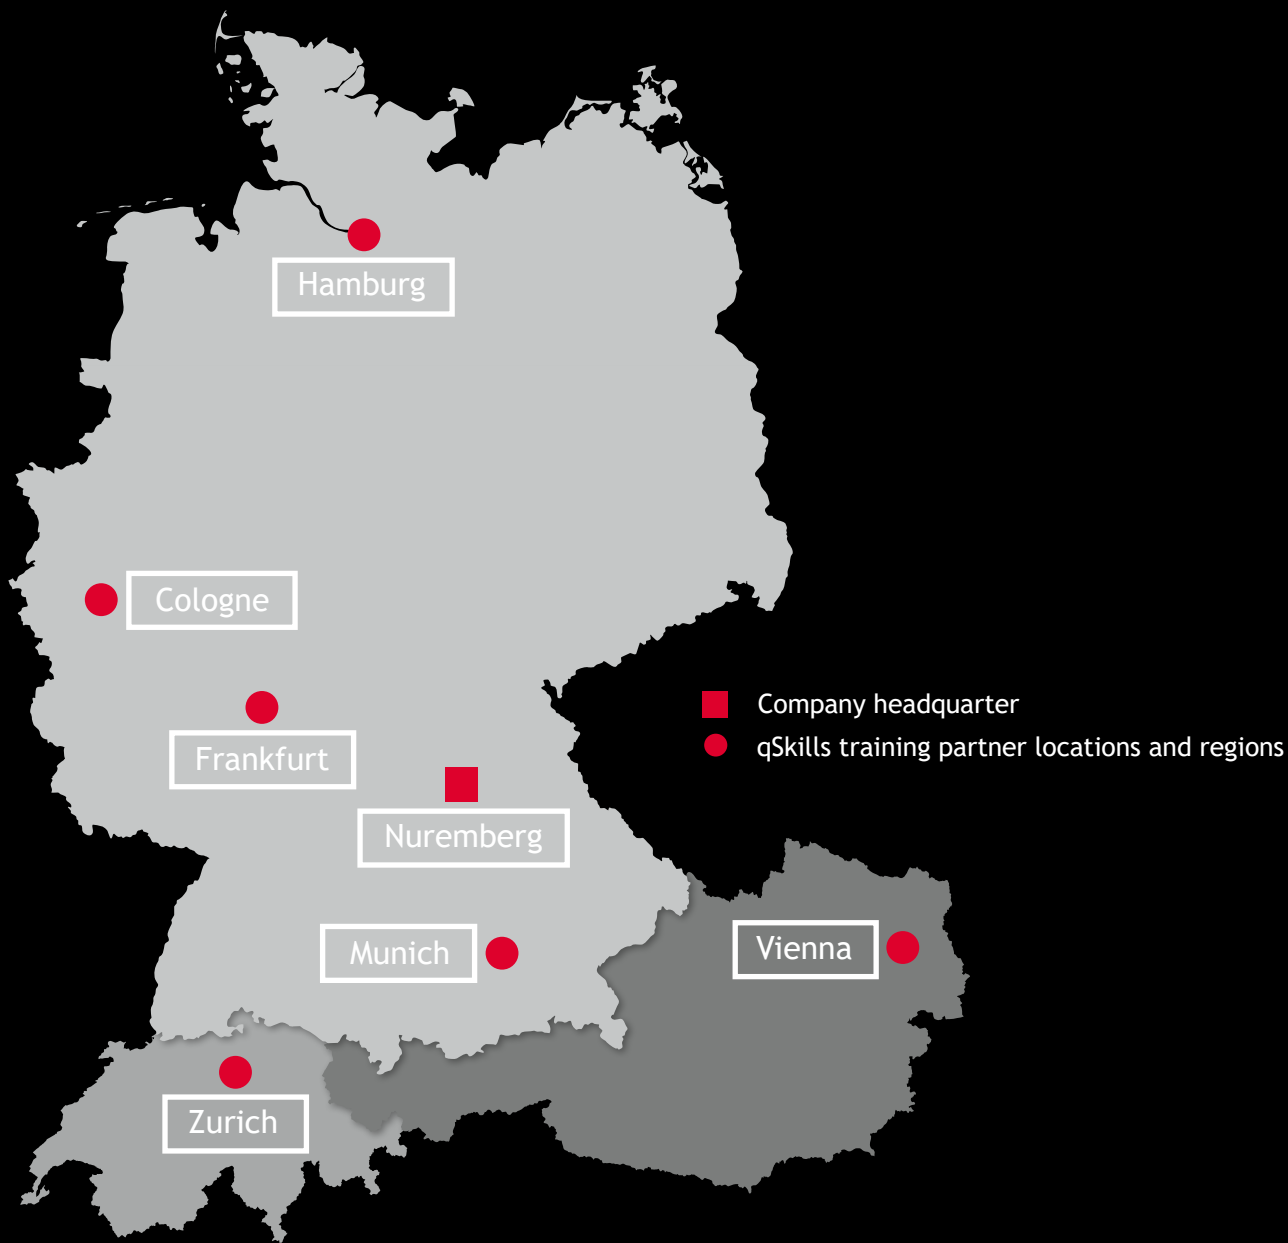 Hamburg
Cologne
Company headquarter
qSkills training partner locations and regions
Frankfurt
Nuremberg
Munich
Vienna
Zurich